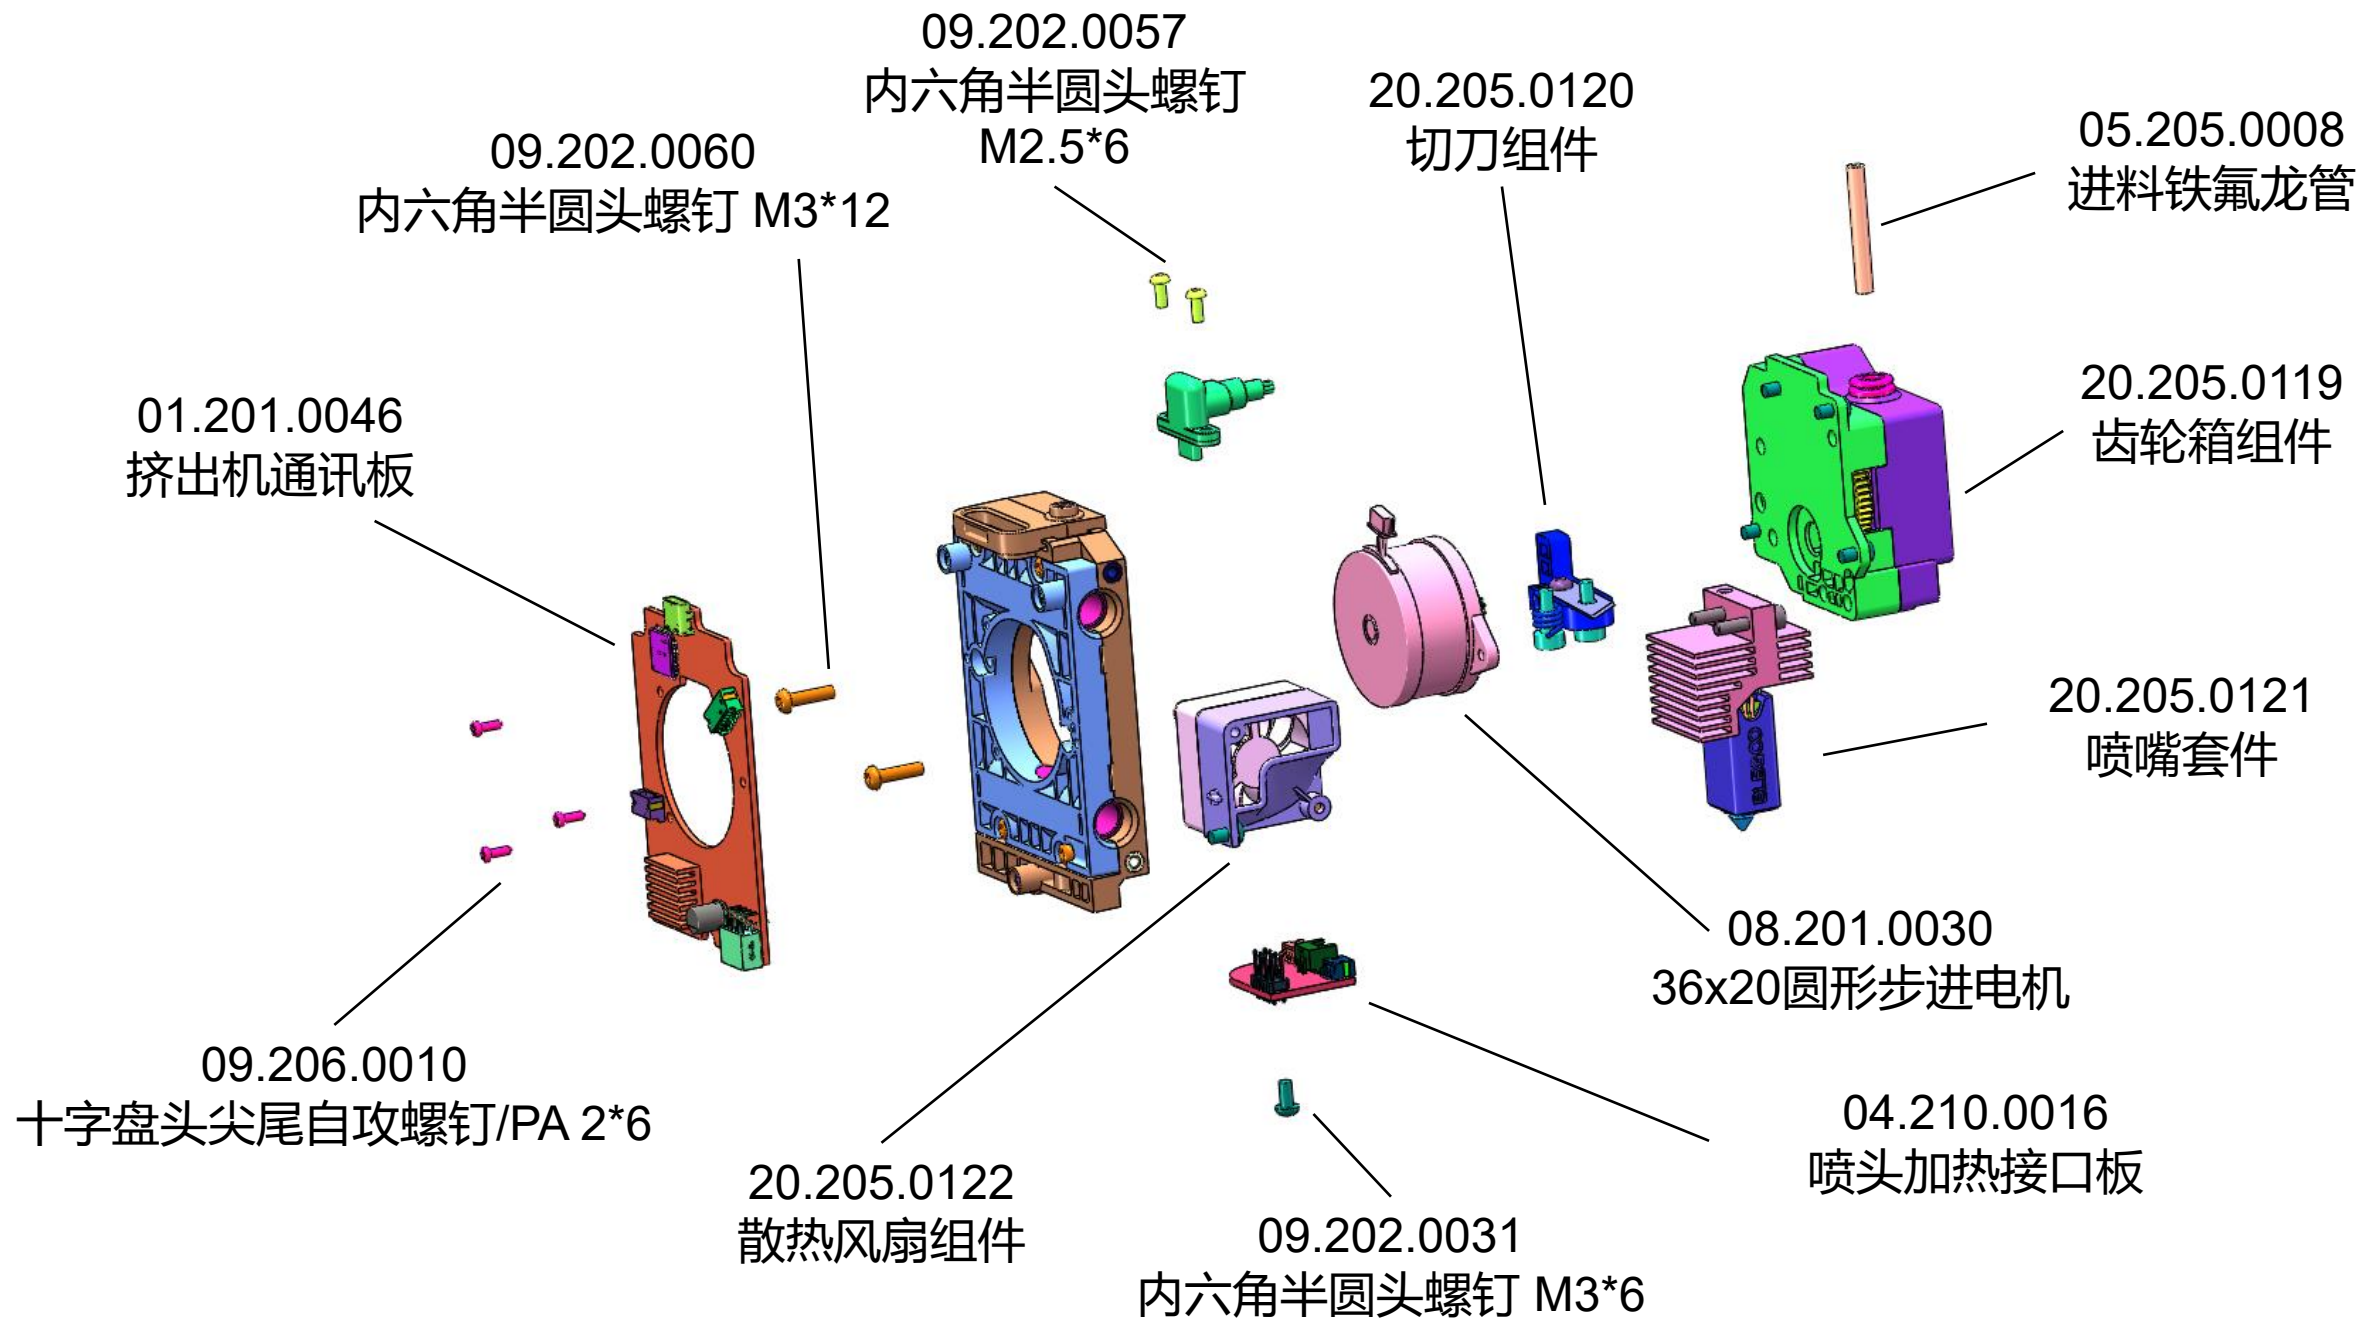 09.202.0057
内六角半圆头螺钉
M2.5*6
20.205.0120
切刀组件
05.205.0008
进料铁氟龙管
09.202.0060
内六角半圆头螺钉 M3*12
01.201.0046
挤出机通讯板
20.205.0119
齿轮箱组件
20.205.0121
喷嘴套件
ELEGOO
08.201.0030
36x20圆形步进电机
09.206.0010
十字盘头尖尾自攻螺钉/PA 2*6
20.205.0122
散热风扇组件
04.210.0016
喷头加热接口板
09.202.0031
内六角半圆头螺钉 M3*6